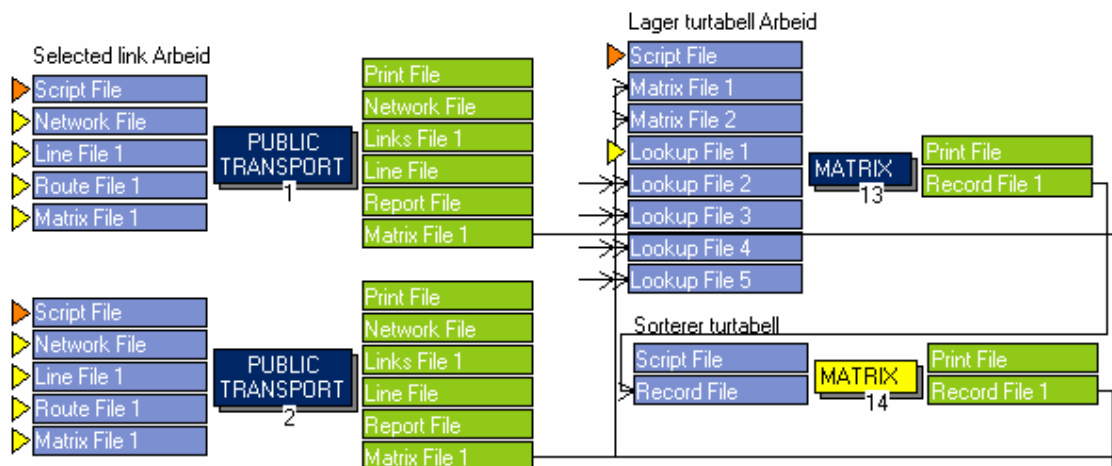 Selected link Arbeid
Script File
Network File
Line File 1
Route File 1
Matrix File 1
PUBLIC
TRANSPORT
1
Print File
Network File
Links File 1
Line File
Report File
Matrix File 1
Script File
Network File
Line File 1
Route File 1
Matrix File 1
PUBLIC
TRANSPORT
2
Print File
Network File
Links File 1
Line File
Report File
Matrix File 1
Lager turtabell Arbeid
Script File
Matrix File 1
Matrix File 2
Lookup File 1
Lookup File 2
Lookup File 3
Lookup File 4
Lookup File 5
MATRIX
13
Print File
Record File 1
Sorterer turtabell
Script File
Record File
MATRIX
14
Print File
Record File 1